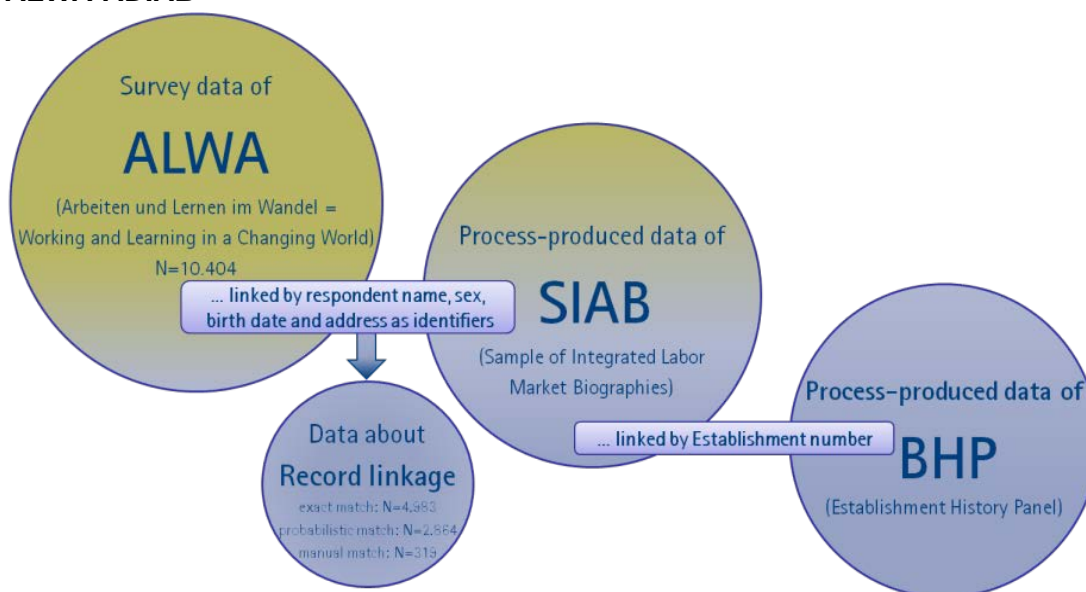 Survey data of
ALWA
(Arbeiten und Lernen im Wandel =
Working and Learning in a Changing World)
N=10.404
... linked by respondent name, sex,
birth date and address as identifiers
Process-produced data of
SIAB
(Sample of Integrated Labor
Market Biographies)
Data about
Record linkage
exact match: N=4.983
probabilistic match: N=2.864
manual match: N=319
... linked by Establishment number
Process-produced data of
BHP
(Establishment History Panel)